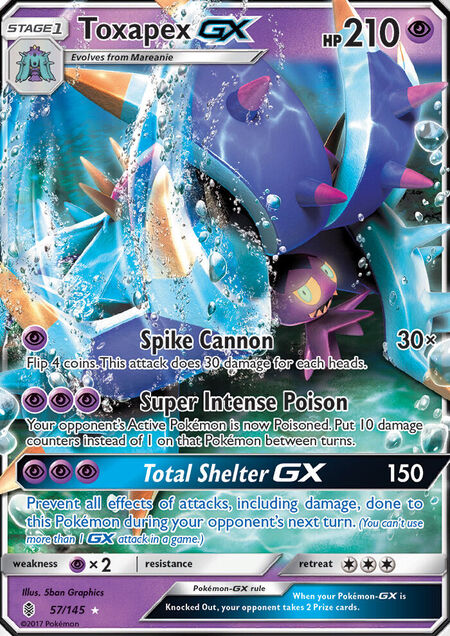 STAGE1
Toxapex GX
HP210
Evolves from Mareanie
Spike Cannon 30×
Flip 4 coins. This attack does 30 damage for each heads.
Super Intense Poison
Your opponent's Active Pokémon is now Poisoned. Put 10 damage
counters instead of 1 on that Pokémon between turns.
Total Shelter GX 150
Prevent all effects of attacks, including damage, done to
this Pokémon during your opponent's next turn. (You can't use
more than 1 GX attack in a game.)
weakness × 2 resistance retreat
Illus. 5ban Graphics
Pokémon-GX rule
When your Pokémon-GX is
Knocked Out, your opponent takes 2 Prize cards.
57/145
©2017 Pokémon